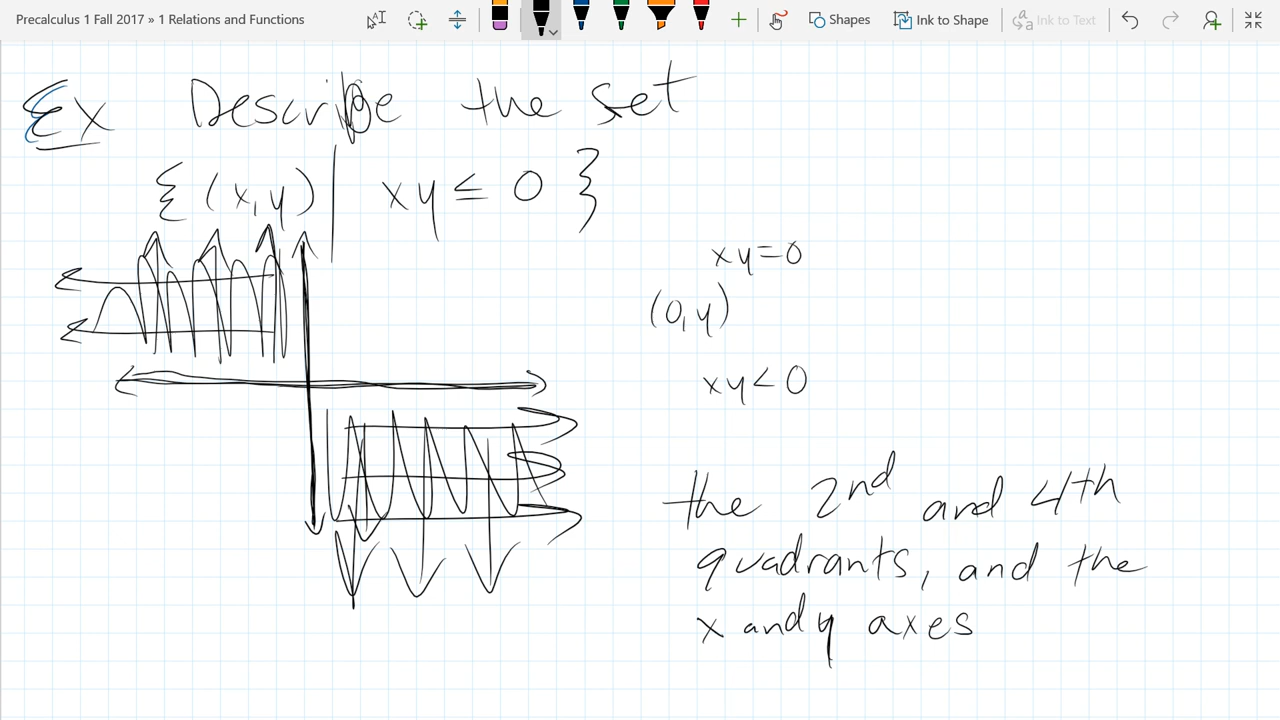 Precalculus 1 Fall 2017 » 1 Relations and Functions
Shapes
Ink to Shape
Ink to Text
Ex Describe the set
{(x,y) | xy ≤ 0}
xy=0
(0,y)
xy<0
the 2nd and 4th
quadrants, and the
x and y axes